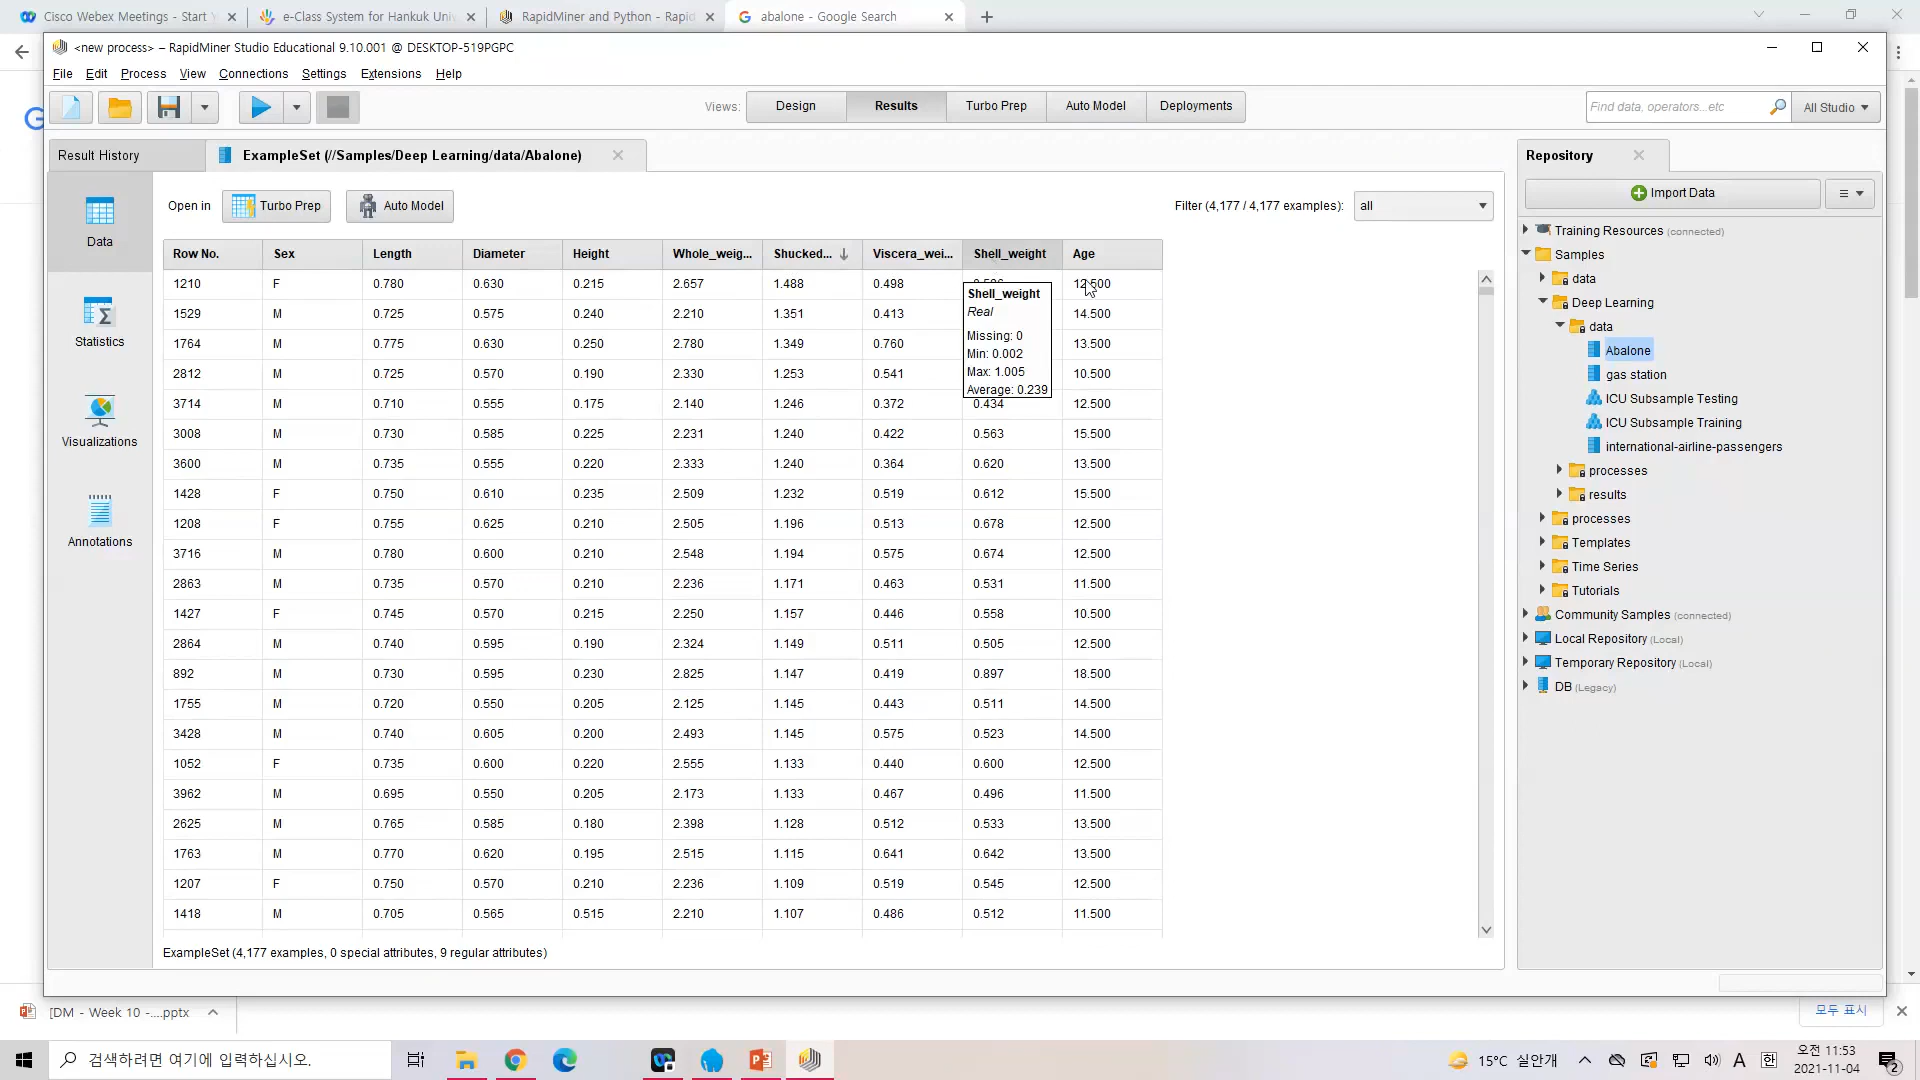 Cisco Webex Meetings - Start Y
e-Class System for Hankuk Univ
RapidMiner and Python - Rapid
abalone - Google Search
<new process> – RapidMiner Studio Educational 9.10.001 @ DESKTOP-519PGPC
File Edit Process View Connections Settings Extensions Help
Views: Design Results Turbo Prep Auto Model Deployments
Find data, operators...etc
All Studio
Result History
ExampleSet (//Samples/Deep Learning/data/Abalone)
Open in Turbo Prep Auto Model
Filter (4,177 / 4,177 examples): all
Data
Statistics
Visualizations
Annotations
Row No. Sex Length Diameter Height Whole_weig... Shucked... Viscera_wei... Shell_weight Age
1210 F 0.780 0.630 0.215 2.657 1.488 0.498 12.500
1529 M 0.725 0.575 0.240 2.210 1.351 0.413 14.500
1764 M 0.775 0.630 0.250 2.780 1.349 0.760 13.500
2812 M 0.725 0.570 0.190 2.330 1.253 0.541 10.500
3714 M 0.710 0.555 0.175 2.140 1.246 0.372 0.434 12.500
3008 M 0.730 0.585 0.225 2.231 1.240 0.422 0.563 15.500
3600 M 0.735 0.555 0.220 2.333 1.240 0.364 0.620 13.500
1428 F 0.750 0.610 0.235 2.509 1.232 0.519 0.612 15.500
1208 F 0.755 0.625 0.210 2.505 1.196 0.513 0.678 12.500
3716 M 0.780 0.600 0.210 2.548 1.194 0.575 0.674 12.500
2863 M 0.735 0.570 0.210 2.236 1.171 0.463 0.531 11.500
1427 F 0.745 0.570 0.215 2.250 1.157 0.446 0.558 10.500
2864 M 0.740 0.595 0.190 2.324 1.149 0.511 0.505 12.500
892 M 0.730 0.595 0.230 2.825 1.147 0.419 0.897 18.500
1755 M 0.720 0.550 0.205 2.125 1.145 0.443 0.511 14.500
3428 M 0.740 0.605 0.200 2.493 1.145 0.575 0.523 14.500
1052 F 0.735 0.600 0.220 2.555 1.133 0.440 0.600 12.500
3962 M 0.695 0.550 0.205 2.173 1.133 0.467 0.496 11.500
2625 M 0.765 0.585 0.180 2.398 1.128 0.512 0.533 13.500
1763 M 0.770 0.620 0.195 2.515 1.115 0.641 0.642 13.500
1207 F 0.750 0.570 0.210 2.236 1.109 0.519 0.545 12.500
1418 M 0.705 0.565 0.515 2.210 1.107 0.486 0.512 11.500
Shell_weight
Real
Missing: 0
Min: 0.002
Max: 1.005
Average: 0.239
ExampleSet (4,177 examples, 0 special attributes, 9 regular attributes)
Repository
Import Data
Training Resources (connected)
Samples
data
Deep Learning
data
Abalone
gas station
ICU Subsample Testing
ICU Subsample Training
international-airline-passengers
processes
results
processes
Templates
Time Series
Tutorials
Community Samples (connected)
Local Repository (Local)
Temporary Repository (Local)
DB (Legacy)
[DM - Week 10 -....pptx
모두 표시
검색하려면 여기에 입력하십시오.
15°C 실안개
A 한
오전 11:53
2021-11-04
2